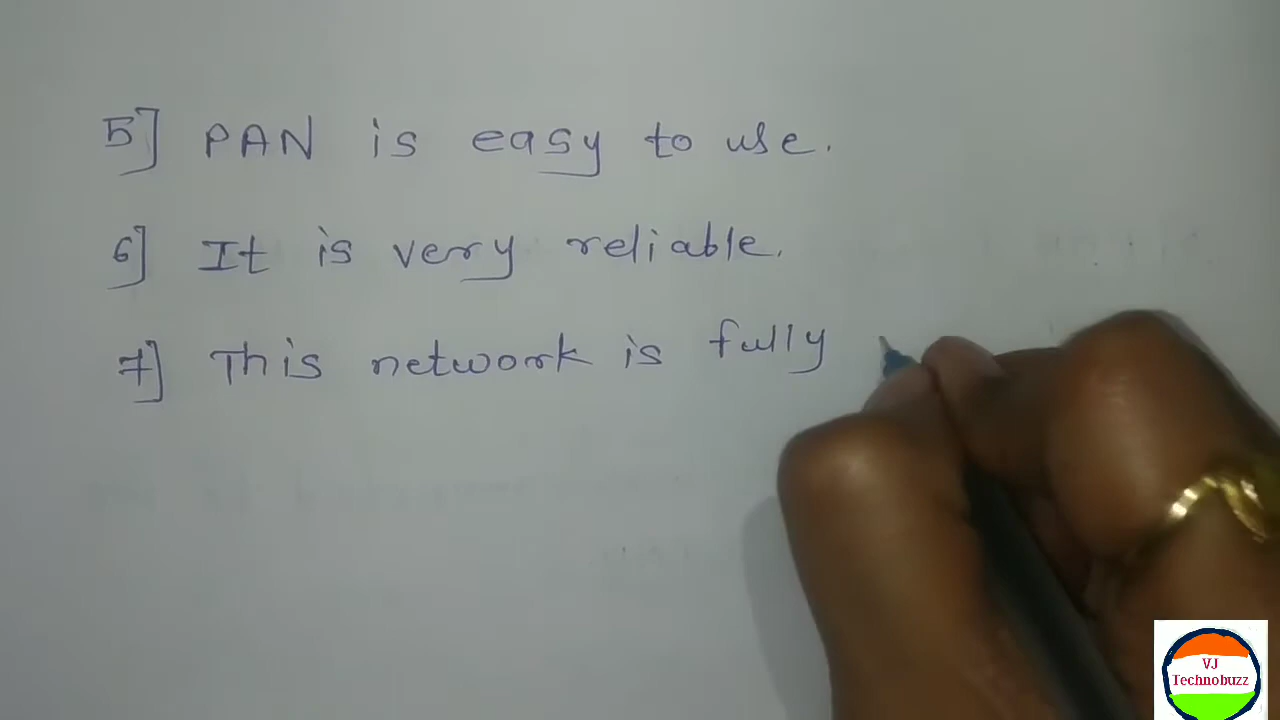 5] PAN is easy to use.
6] It is very reliable.
7] This network is fully
VJ
Technobuzz